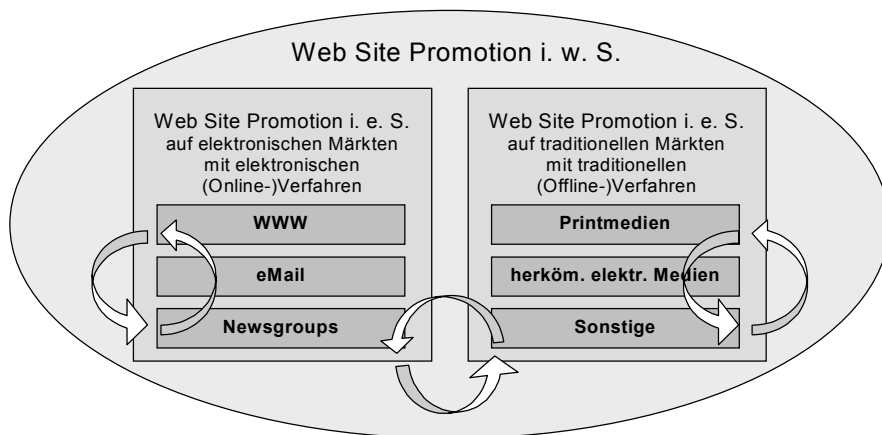 Web Site Promotion i. w. S.
Web Site Promotion i. e. S.
auf elektronischen Märkten
mit elektronischen
(Online-)Verfahren
WWW
eMail
Newsgroups
Web Site Promotion i. e. S.
auf traditionellen Märkten
mit traditionellen
(Offline-)Verfahren
Printmedien
herköm. elektr. Medien
Sonstige